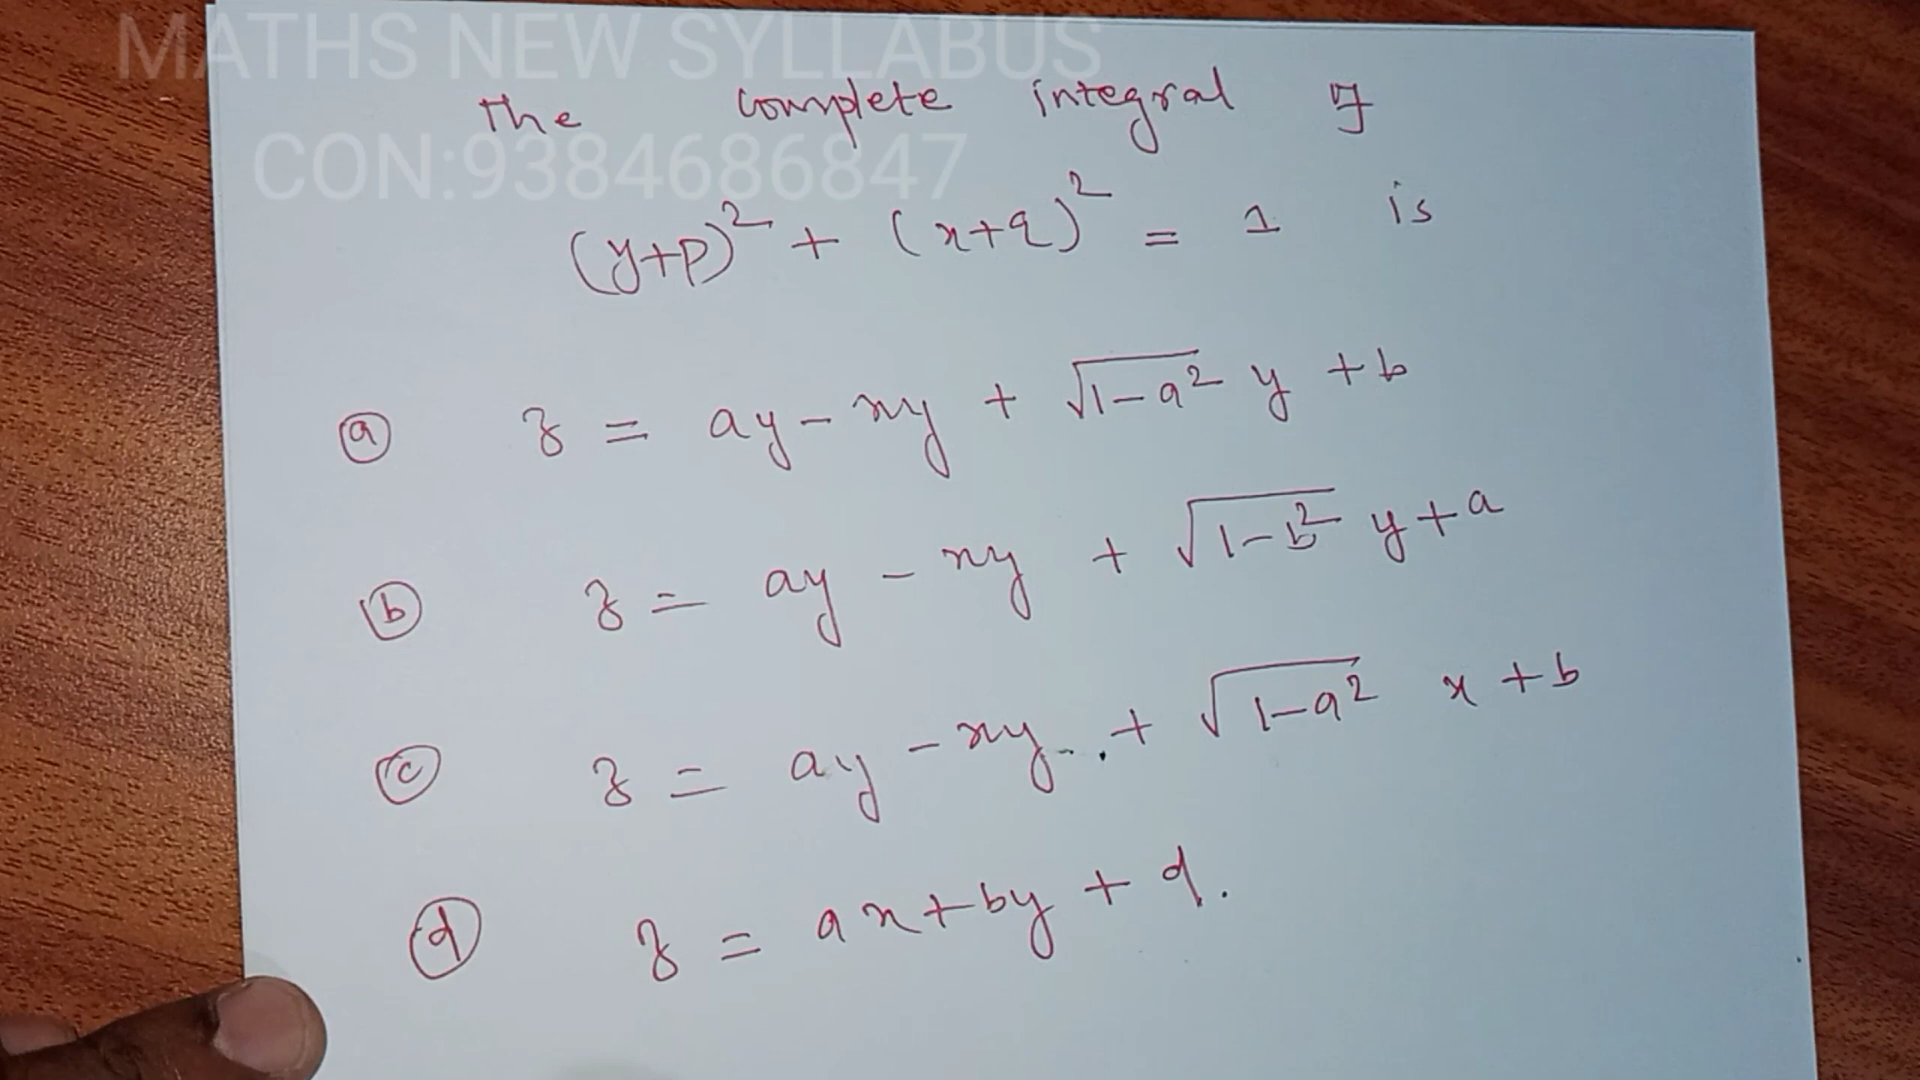 MATHS NEW SYLLABUS
The complete integral of
CON:9384686847
(y+p)² + (x+q)² = 1 is
(a) z = ay - xy + √(1-a²) y + b
(b) z = ay - xy + √(1-b²) y + a
(c) z = ay - xy + √(1-a²) x + b
(d) z = ax + by + d.